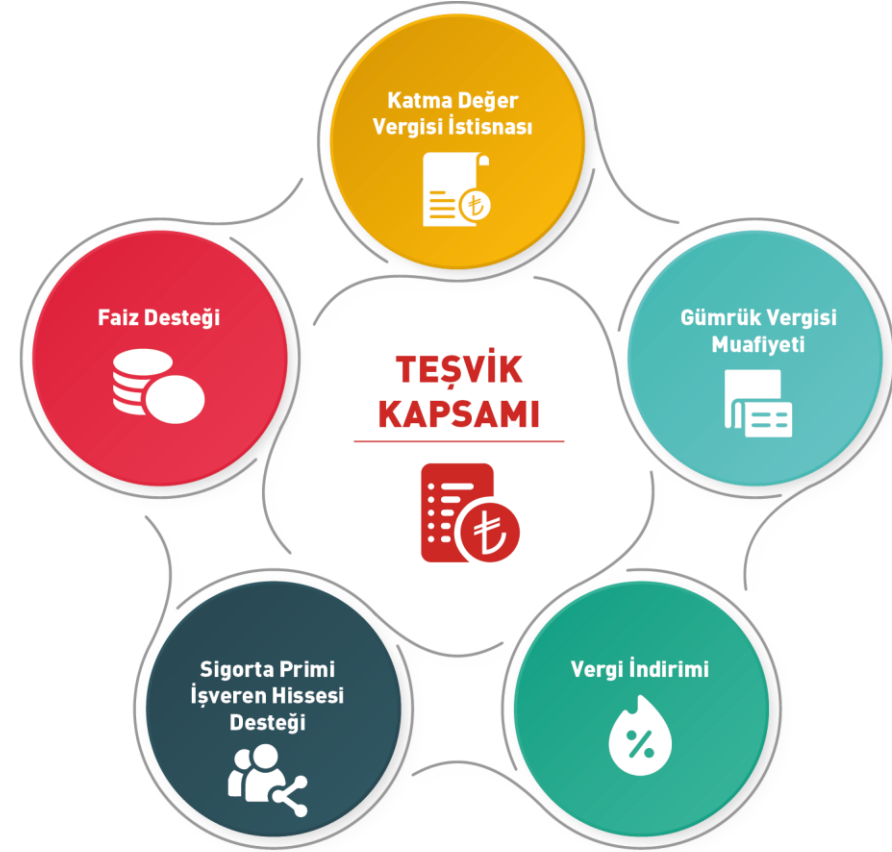 Katma Değer
Vergisi İstisnası
Faiz Desteği
Gümrük Vergisi
Muafiyeti
TEŞVİK
KAPSAMI
Sigorta Primi
İşveren Hissesi
Desteği
Vergi İndirimi
%